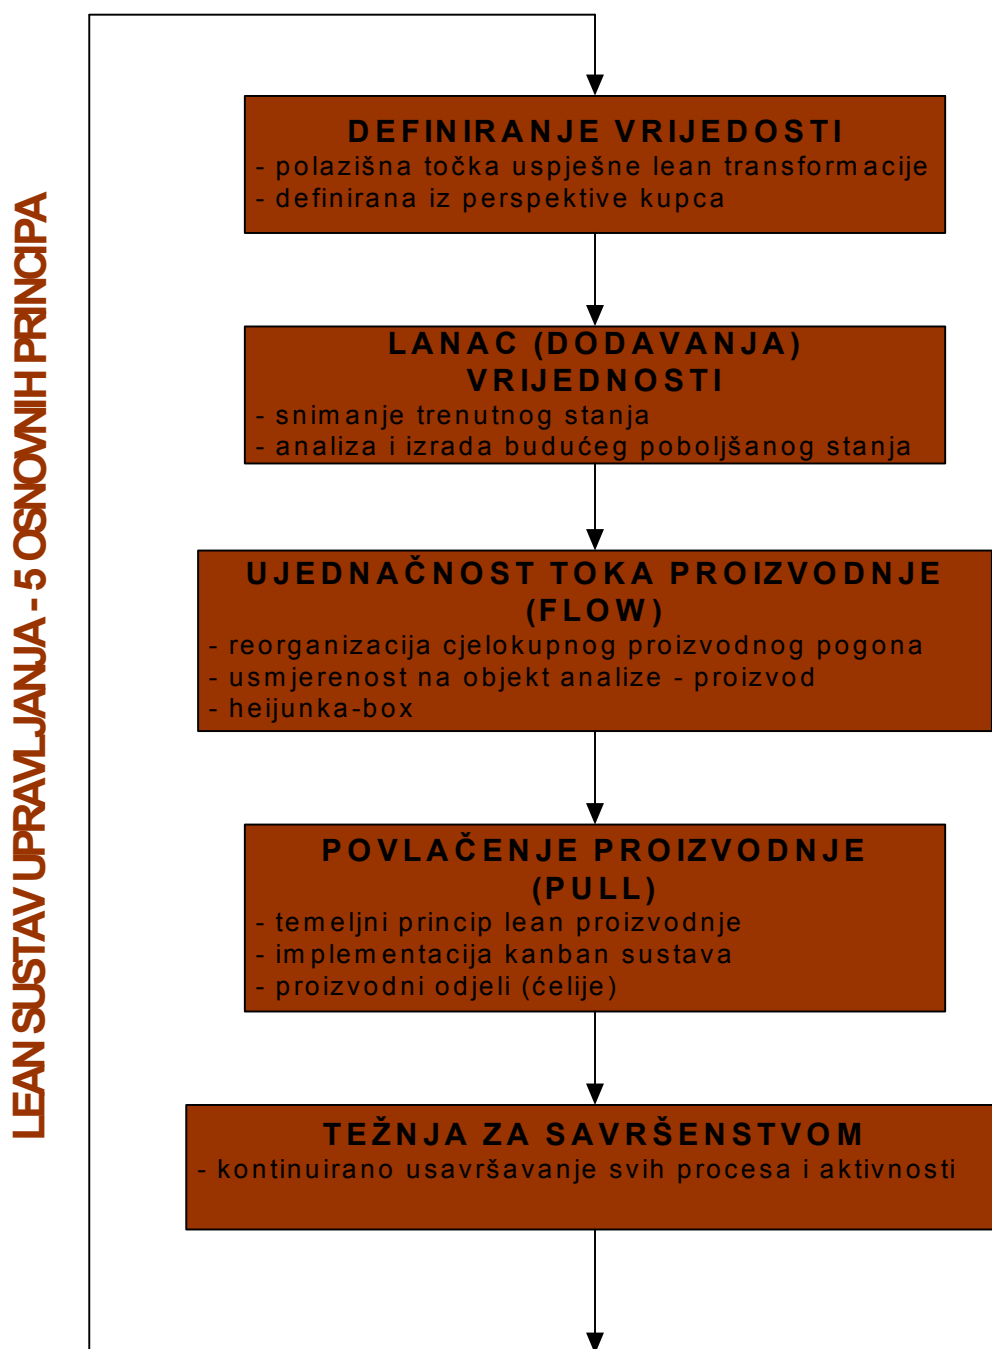 LEAN SUSTAV UPRAVLJANJA - 5 OSNOVNIH PRINCIPA
DEFINIRANJE VRIJEDOSTI
- polazišna točka uspješne lean transformacije
- definirana iz perspektive kupca
LANAC (DODAVANJA)
VRIJEDNOSTI
- snimanje trenutnog stanja
- analiza i izrada budućeg poboljšanog stanja
UJEDNAČNOST TOKA PROIZVODNJE
(FLOW)
- reorganizacija cjelokupnog proizvodnog pogona
- usmjerenost na objekt analize - proizvod
- heijunka-box
POVLAČENJE PROIZVODNJE
(PULL)
- temeljni princip lean proizvodnje
- implementacija kanban sustava
- proizvodni odjeli (ćelije)
TEŽNJA ZA SAVRŠENSTVOM
- kontinuirano usavršavanje svih procesa i aktivnosti